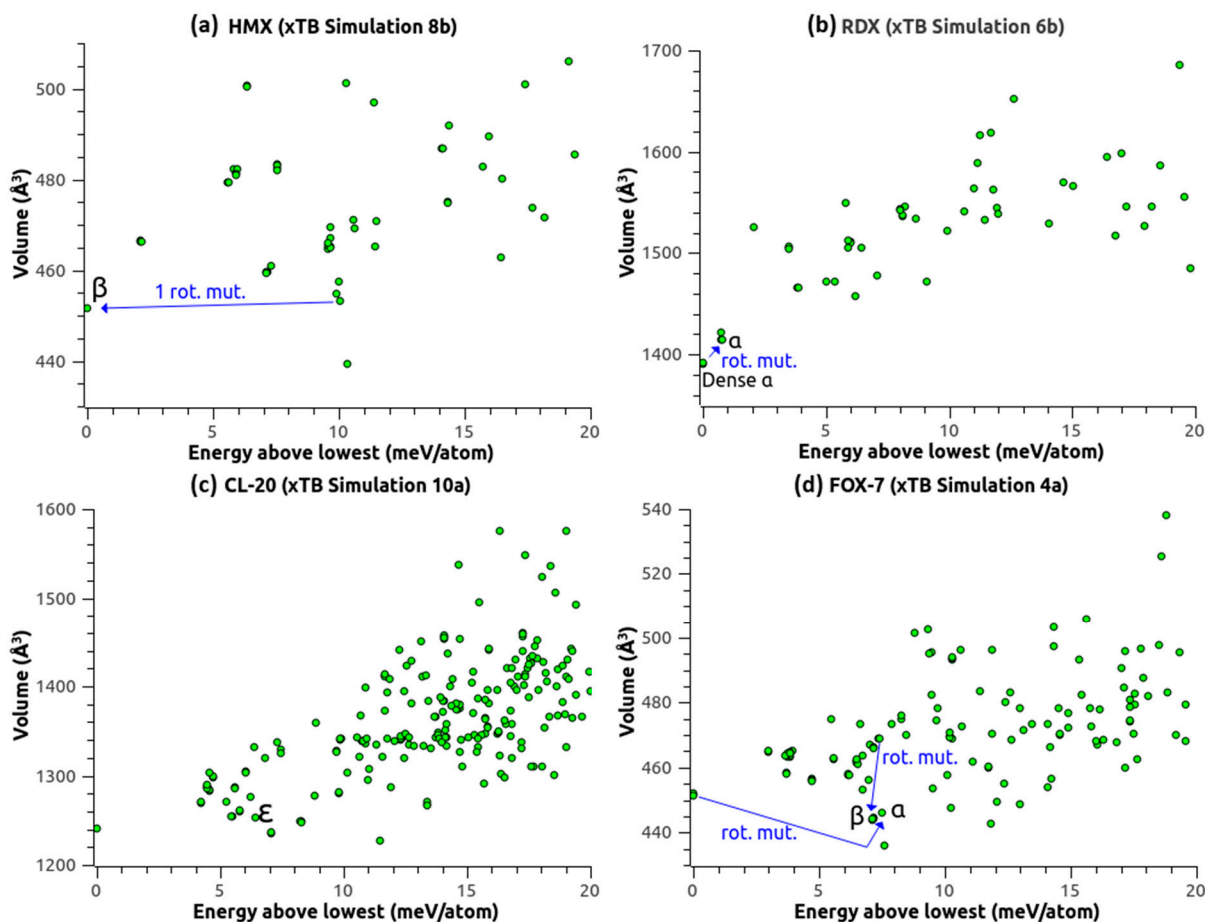 (a) HMX (xTB Simulation 8b)
Volume (Å³)
500
480
460
440
β
1 rot. mut.
0 5 10 15 20
Energy above lowest (meV/atom)
(b) RDX (xTB Simulation 6b)
Volume (Å³)
1700
1600
1500
1400
α
rot. mut.
Dense α
0 5 10 15 20
Energy above lowest (meV/atom)
(c) CL-20 (xTB Simulation 10a)
Volume (Å³)
1600
1500
1400
1300
1200
ε
0 5 10 15 20
Energy above lowest (meV/atom)
(d) FOX-7 (xTB Simulation 4a)
Volume (Å³)
540
520
500
480
460
440
rot. mut.
β α
rot. mut.
0 5 10 15 20
Energy above lowest (meV/atom)